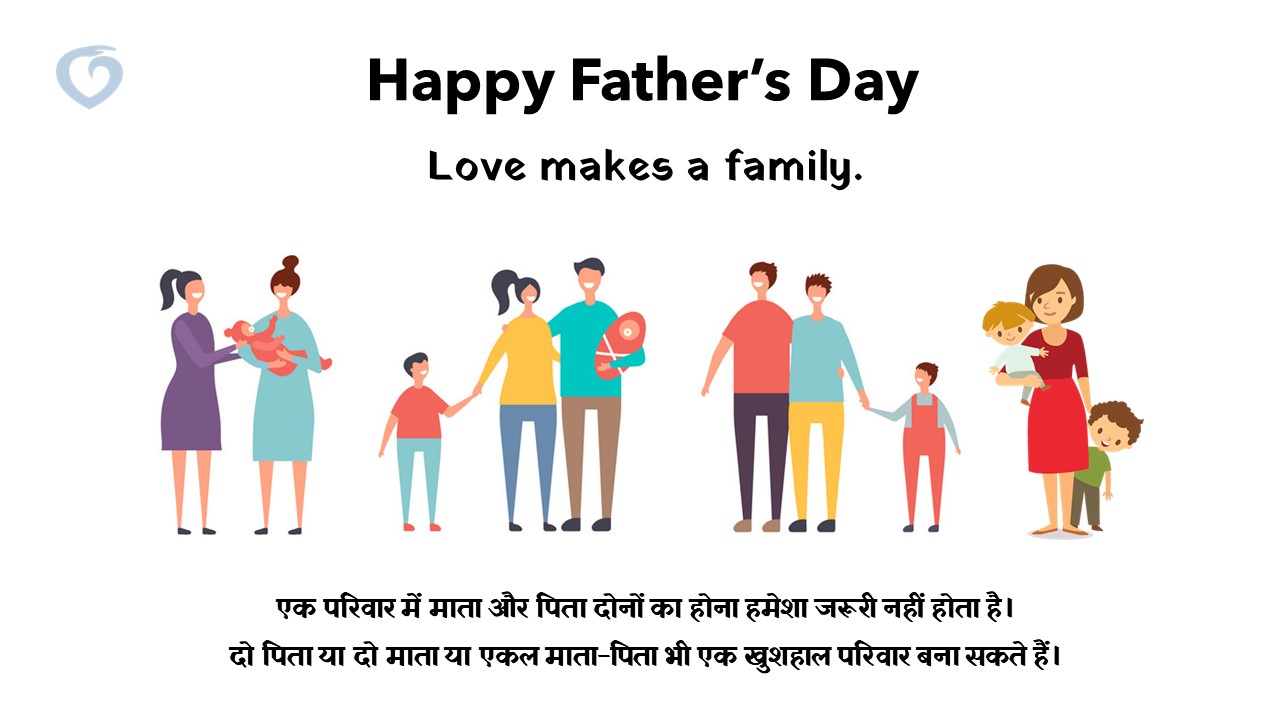 Happy Father’s Day
Love makes a family.
एक परिवार में माता और पिता दोनों का होना हमेशा जरूरी नहीं होता है।
दो पिता या दो माता या एकल माता-पिता भी एक खुशहाल परिवार बना सकते हैं।